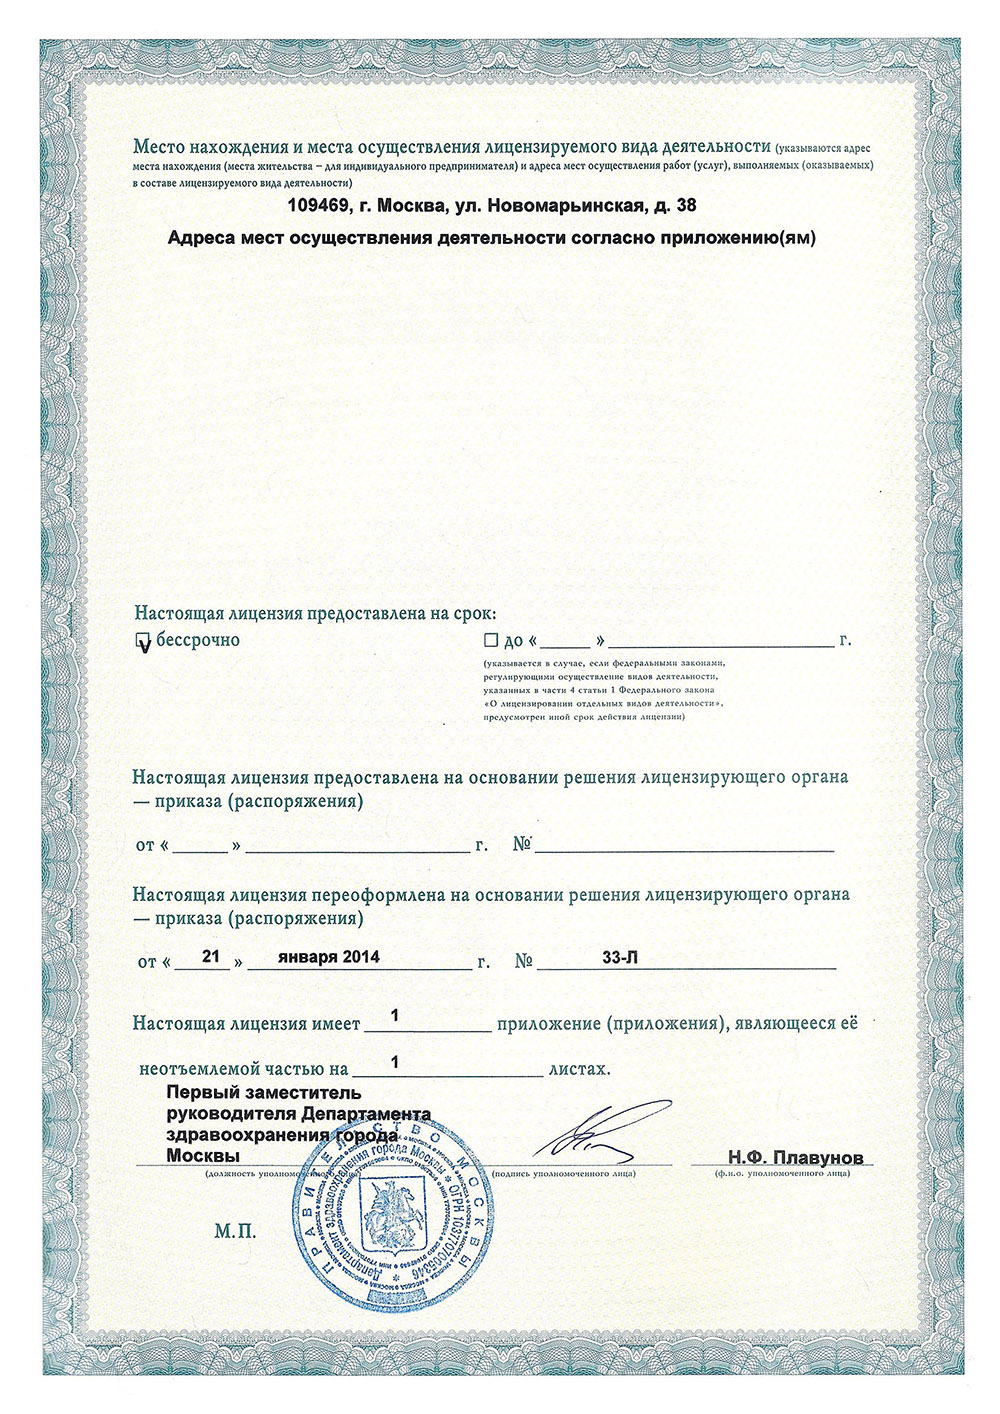 Место нахождения и места осуществления лицензируемого вида деятельности (указываются адрес
места нахождения (места жительства – для индивидуального предпринимателя) и адреса мест осуществления работ (услуг), выполняемых (оказываемых)
в составе лицензируемого вида деятельности)
109469, г. Москва, ул. Новомарьинская, д. 38
Адреса мест осуществления деятельности согласно приложению(ям)
Настоящая лицензия предоставлена на срок:
☑ бессрочно ☐ до « _____ » _______________________ г.
(указывается в случае, если федеральными законами,
регулирующими осуществление видов деятельности,
указанных в части 4 статьи 1 Федерального закона
«О лицензировании отдельных видов деятельности»,
предусмотрен иной срок действия лицензии)
Настоящая лицензия предоставлена на основании решения лицензирующего органа
— приказа (распоряжения)
от « ______ » _______________________ г. № ______________________________
Настоящая лицензия переоформлена на основании решения лицензирующего органа
— приказа (распоряжения)
от « 21 » января 2014 г. № 33-Л
Настоящая лицензия имеет 1 приложение (приложения), являющееся её
неотъемлемой частью на 1 листах.
Первый заместитель
руководителя Департамента
здравоохранения города
Москвы
Н.Ф. Плавунов
(должность уполномо
(подпись уполномоченного лица)
(ф.и.о. уполномоченного лица)
М.П.
ПРАВИТЕЛЬСТВО МОСКВЫ
Департамент здравоохранения города Москвы * ОГРН 1037707005346 *